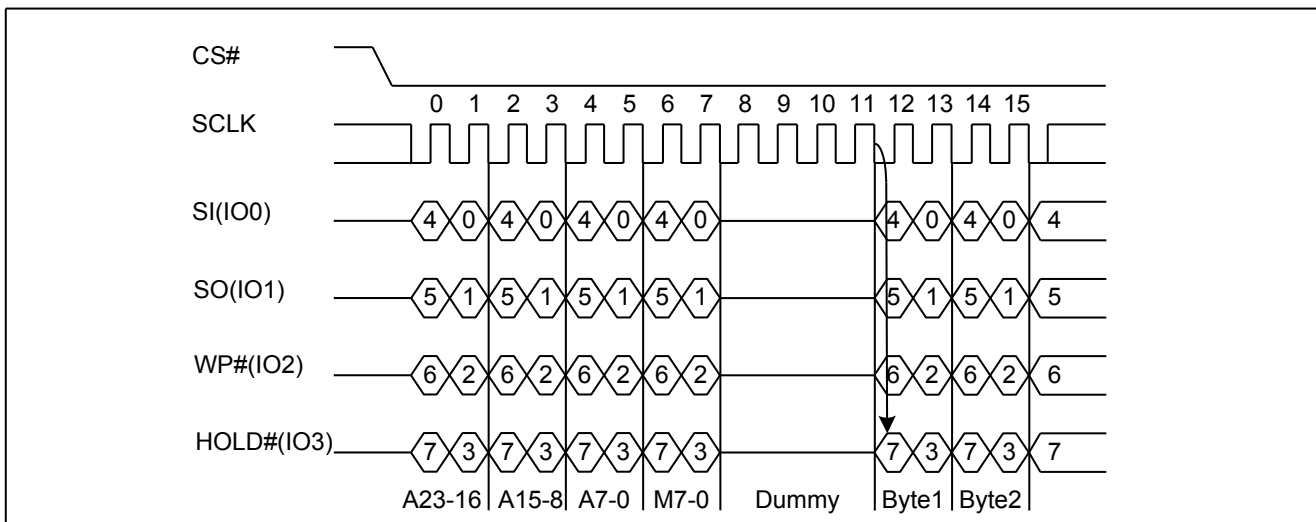 CS#
0 1 2 3 4 5 6 7 8 9 10 11 12 13 14 15
SCLK
SI(IO0) 4 0 4 0 4 0 4 0 4 0 4 0 4
SO(IO1) 5 1 5 1 5 1 5 1 5 1 5 1 5
WP#(IO2) 6 2 6 2 6 2 6 2 6 2 6 2 6
HOLD#(IO3) 7 3 7 3 7 3 7 3 7 3 7 3 7
A23-16 A15-8 A7-0 M7-0 Dummy Byte1 Byte2